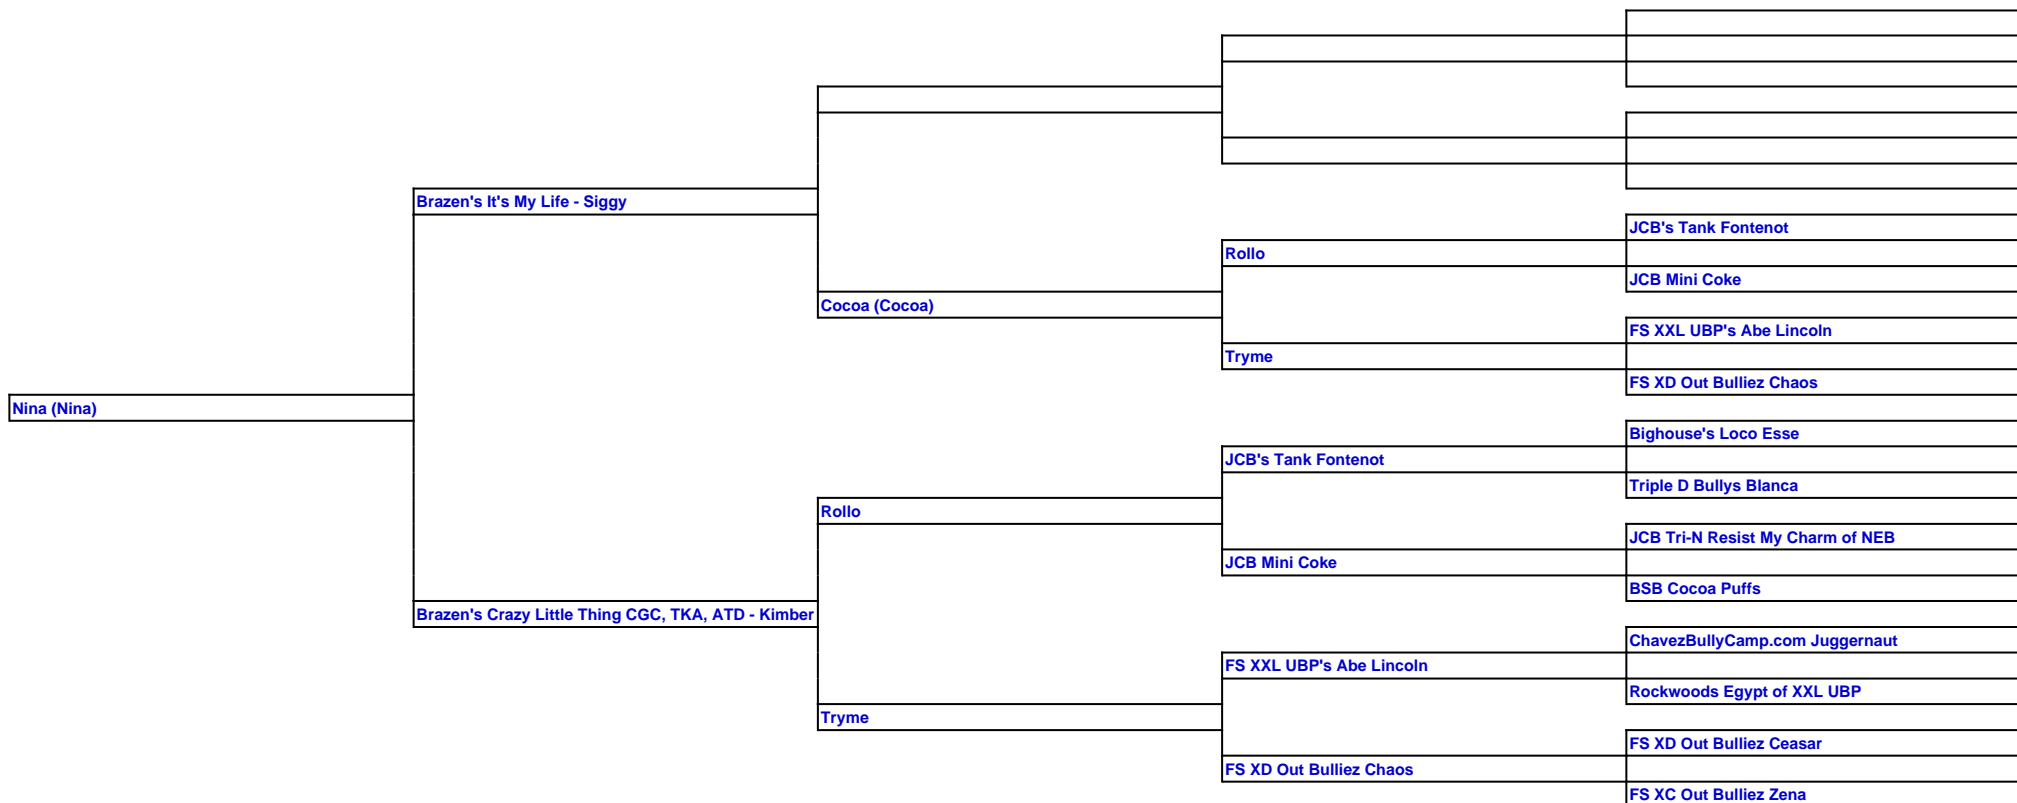 Brazen's It's My Life - Siggy
JCB's Tank Fontenot
Rollo
JCB Mini Coke
Cocoa (Cocoa)
FS XXL UBP's Abe Lincoln
Tryme
FS XD Out Bulliez Chaos
Nina (Nina)
Bighouse's Loco Esse
JCB's Tank Fontenot
Triple D Bullys Blanca
Rollo
JCB Tri-N Resist My Charm of NEB
JCB Mini Coke
BSB Cocoa Puffs
Brazen's Crazy Little Thing CGC, TKA, ATD - Kimber
ChavezBullyCamp.com Juggernaut
FS XXL UBP's Abe Lincoln
Rockwoods Egypt of XXL UBP
Tryme
FS XD Out Bulliez Ceasar
FS XD Out Bulliez Chaos
FS XC Out Bulliez Zena